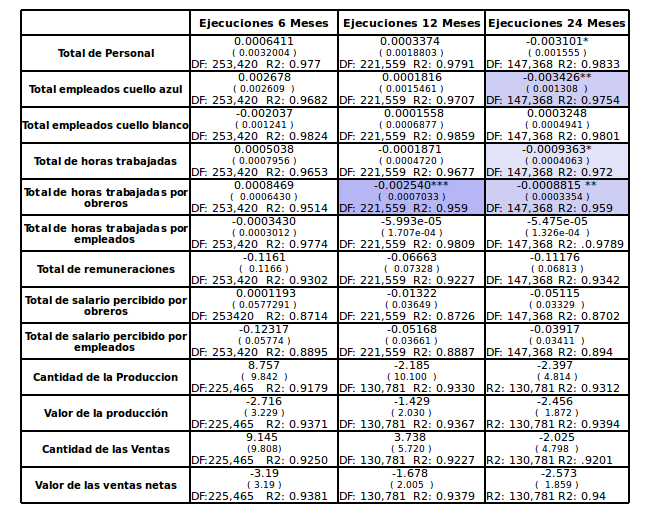 Ejecuciones 6 Meses Ejecuciones 12 Meses Ejecuciones 24 Meses
Total de Personal
0.0006411
( 0.0032004 )
DF: 253,420 R2: 0.977
0.0003374
( 0.0018803 )
DF: 221,559 R2: 0.9791
-0.003101*
( 0.001555 )
DF: 147,368 R2: 0.9833
Total empleados cuello azul
0.002678
( 0.002609 )
DF: 253,420 R2: 0.9682
0.0001816
( 0.0015461 )
DF: 221,559 R2: 0.9707
-0.003426**
( 0.001308 )
DF: 147,368 R2: 0.9754
Total empleados cuello blanco
-0.002037
( 0.001241 )
DF: 253,420 R2: 0.9824
0.0001558
( 0.0006877 )
DF: 221,559 R2: 0.9859
0.0003248
( 0.0004941 )
DF: 147,368 R2: 0.9801
Total de horas trabajadas
0.0005038
( 0.0007956 )
DF: 253,420 R2: 0.9653
-0.0001871
( 0.0004720 )
DF: 221,559 R2: 0.9677
-0.0009363*
( 0.0004063 )
DF: 147,368 R2: 0.972
Total de horas trabajadas por
obreros
0.0008469
( 0.0006430 )
DF: 253,420 R2: 0.9514
-0.002540***
( 0.0007033 )
DF: 221,559 R2: 0.959
-0.0008815 **
( 0.0003354 )
DF: 147,368 R2: 0.959
Total de horas trabajadas por
empleados
-0.0003430
( 0.0003012 )
DF: 253,420 R2: 0.9774
-5.993e-05
( 1.707e-04 )
DF: 221,559 R2: 0.9809
-5.475e-05
( 1.326e-04 )
DF: 147,368 R2: .0.9789
Total de remuneraciones
-0.1161
( 0.1166 )
DF: 253,420 R2: 0.9302
-0.06663
( 0.07328 )
DF: 221,559 R2: 0.9227
-0.11176
( 0.06813 )
DF: 147,368 R2: 0.9342
Total de salario percibido por
obreros
0.0001193
( 0.0577291 )
DF: 253420 R2: 0.8714
-0.01322
( 0.03649 )
DF: 221,559 R2: 0.8726
-0.05115
( 0.03329 )
DF: 147,368 R2: 0.8702
Total de salario percibido por
empleados
-0.12317
( 0.05774 )
DF: 253,420 R2: 0.8895
-0.05168
( 0.03661 )
DF: 221,559 R2: 0.8887
-0.03917
( 0.03411 )
DF: 147,368 R2: 0.894
Cantidad de la Produccion
8.757
( 9.842 )
DF:225,465 R2: 0.9179
-2.185
( 10.100 )
DF: 130,781 R2: 0.9330
-2.397
( 4.814 )
R2: 130,781 R2: 0.9312
Valor de la producción
-2.716
( 3.229 )
DF:225,465 R2: 0.9371
-1.429
( 2.030 )
DF: 130,781 R2: 0.9367
-2.456
( 1.872 )
R2: 130,781 R2: 0.9394
Cantidad de las Ventas
9.145
(9.808)
DF:225,465 R2: 0.9250
3.738
( 5.720 )
DF: 130,781 R2: 0.9227
-2.025
( 4.798 )
R2: 130,781 R2: .9201
Valor de las ventas netas
-3.19
( 3.19 )
DF:225,465 R2: 0.9381
-1.678
( 2.005 )
DF: 130,781 R2: 0.9379
-2.573
( 1.859 )
R2: 130,781 R2: 0.94